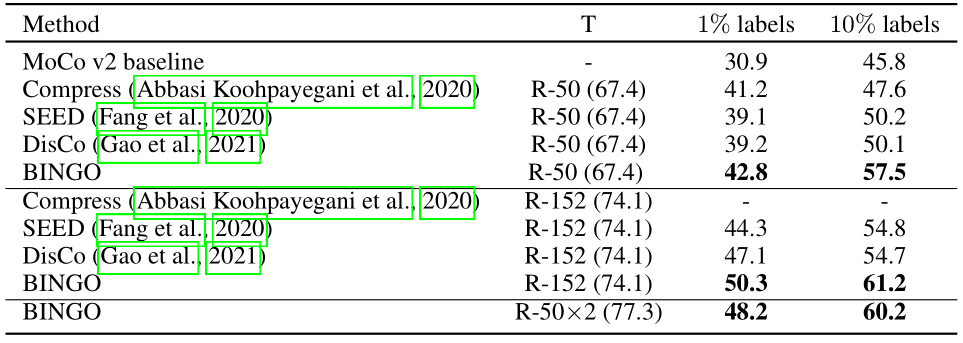 Method T 1% labels 10% labels
MoCo v2 baseline - 30.9 45.8
Compress (Abbasi Koohpayegani et al., 2020) R-50 (67.4) 41.2 47.6
SEED (Fang et al., 2020) R-50 (67.4) 39.1 50.2
DisCo (Gao et al., 2021) R-50 (67.4) 39.2 50.1
BINGO R-50 (67.4) 42.8 57.5
Compress (Abbasi Koohpayegani et al., 2020) R-152 (74.1) - -
SEED (Fang et al., 2020) R-152 (74.1) 44.3 54.8
DisCo (Gao et al., 2021) R-152 (74.1) 47.1 54.7
BINGO R-152 (74.1) 50.3 61.2
BINGO R-50×2 (77.3) 48.2 60.2